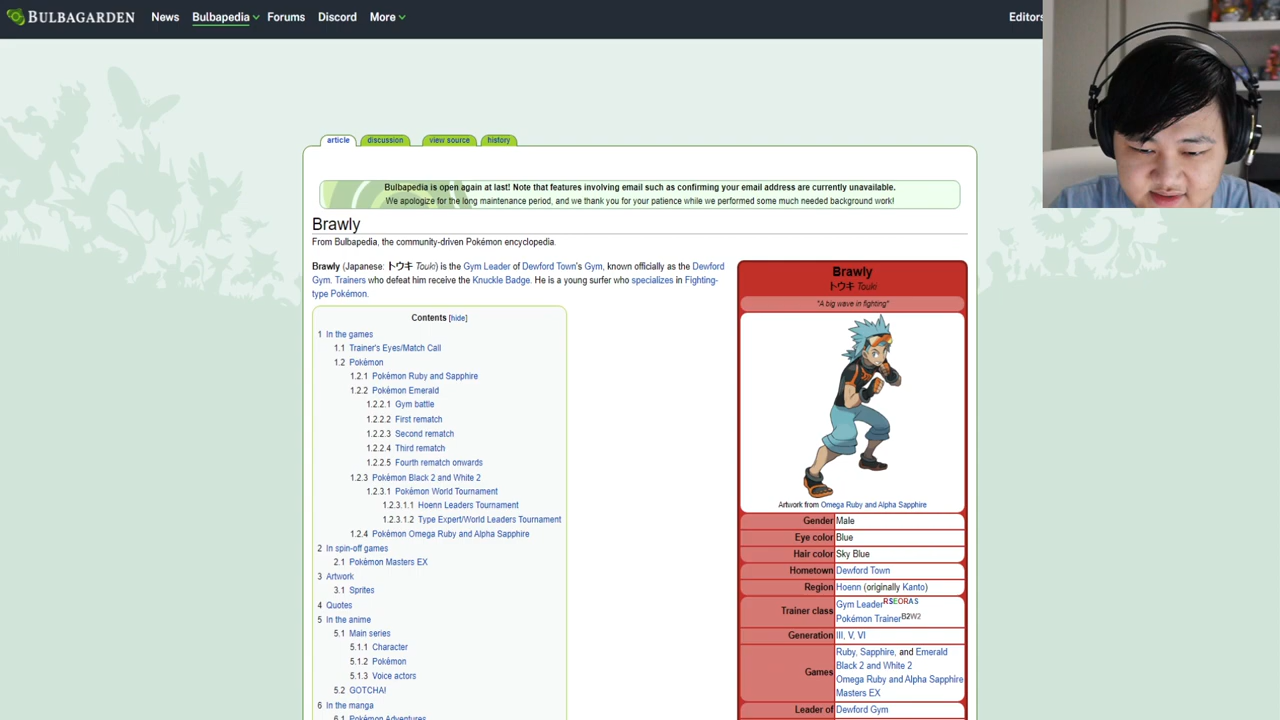 BULBAGARDEN News Bulbapedia Forums Discord More Editors
article discussion view source history
Bulbapedia is open again at last! Note that features involving email such as confirming your email address are currently unavailable.
We apologize for the long maintenance period, and we thank you for your patience while we performed some much needed background work!
Brawly
From Bulbapedia, the community-driven Pokémon encyclopedia.
Brawly (Japanese: トウキ Touki) is the Gym Leader of Dewford Town's Gym, known officially as the Dewford
Gym. Trainers who defeat him receive the Knuckle Badge. He is a young surfer who specializes in Fighting-
type Pokémon.
Contents [hide]
1 In the games
1.1 Trainer's Eyes/Match Call
1.2 Pokémon
1.2.1 Pokémon Ruby and Sapphire
1.2.2 Pokémon Emerald
1.2.2.1 Gym battle
1.2.2.2 First rematch
1.2.2.3 Second rematch
1.2.2.4 Third rematch
1.2.2.5 Fourth rematch onwards
1.2.3 Pokémon Black 2 and White 2
1.2.3.1 Pokémon World Tournament
1.2.3.1.1 Hoenn Leaders Tournament
1.2.3.1.2 Type Expert/World Leaders Tournament
1.2.4 Pokémon Omega Ruby and Alpha Sapphire
2 In spin-off games
2.1 Pokémon Masters EX
3 Artwork
3.1 Sprites
4 Quotes
5 In the anime
5.1 Main series
5.1.1 Character
5.1.2 Pokémon
5.1.3 Voice actors
5.2 GOTCHA!
6 In the manga
6.1 Pokémon Adventures
Brawly
トウキ Touki
"A big wave in fighting"
Artwork from Omega Ruby and Alpha Sapphire
Gender Male
Eye color Blue
Hair color Sky Blue
Hometown Dewford Town
Region Hoenn (originally Kanto)
Trainer class Gym Leader RSEORAS
Pokémon Trainer B2W2
Generation III, V, VI
Games Ruby, Sapphire, and Emerald
Black 2 and White 2
Omega Ruby and Alpha Sapphire
Masters EX
Leader of Dewford Gym